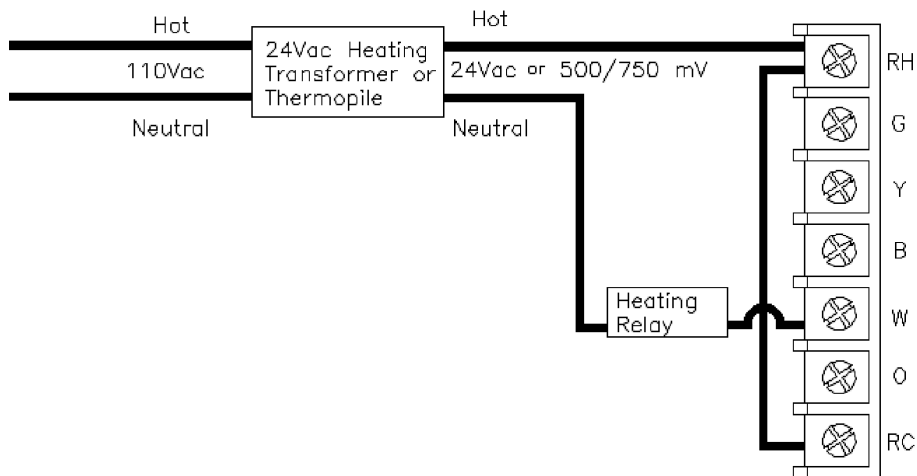 Hot
110Vac
Neutral
24Vac Heating
Transformer or
Thermopile
Hot
24Vac or 500/750 mV
Neutral
Heating
Relay
RH
G
Y
B
W
O
RC